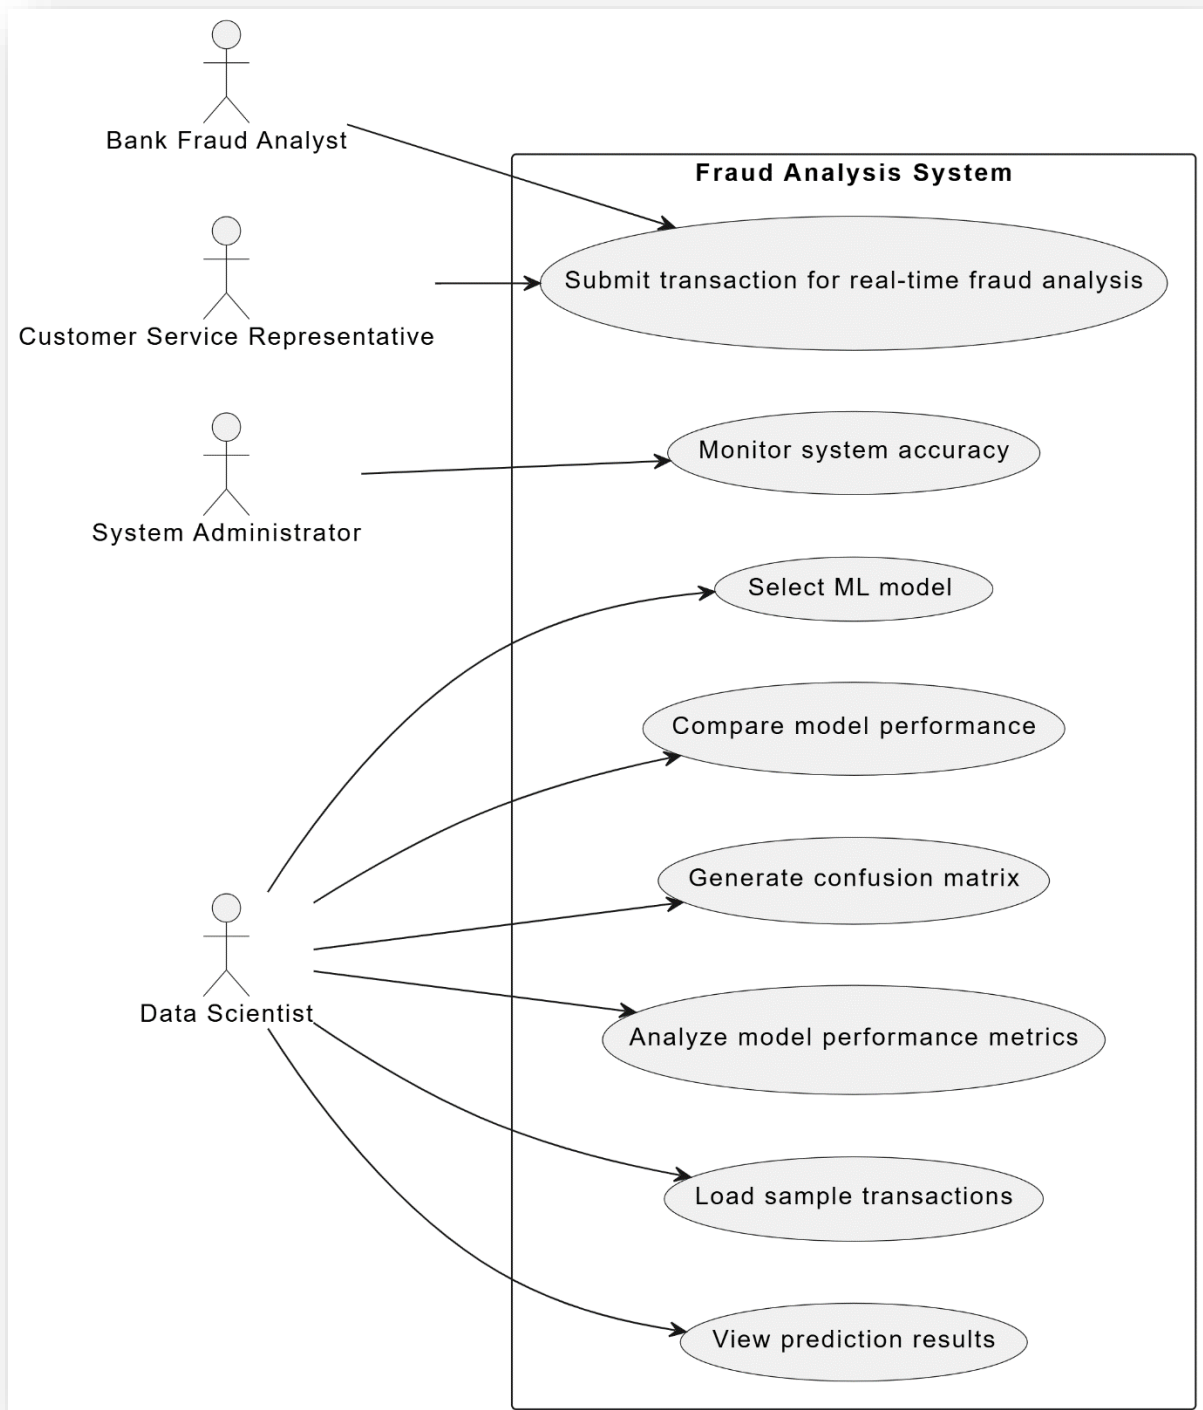 Bank Fraud Analyst
Fraud Analysis System
Submit transaction for real-time fraud analysis
Customer Service Representative
Monitor system accuracy
System Administrator
Select ML model
Compare model performance
Generate confusion matrix
Data Scientist
Analyze model performance metrics
Load sample transactions
View prediction results